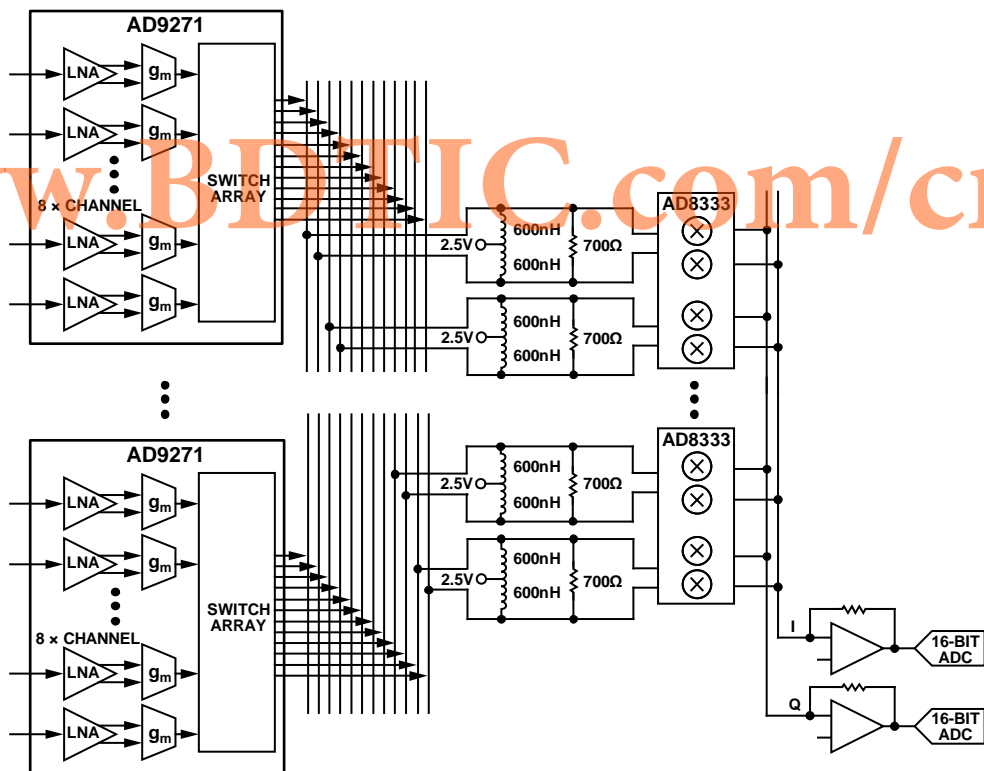 AD9271
LNA
gm
LNA
gm
8 × CHANNEL
LNA
gm
LNA
gm
SWITCH
ARRAY
www.BDTIC.com/cn
2.5V
600nH
600nH
700Ω
2.5V
600nH
600nH
700Ω
AD8333
AD9271
LNA
gm
LNA
gm
8 × CHANNEL
LNA
gm
LNA
gm
SWITCH
ARRAY
2.5V
600nH
600nH
700Ω
2.5V
600nH
600nH
700Ω
AD8333
I
16-BIT
ADC
Q
16-BIT
ADC